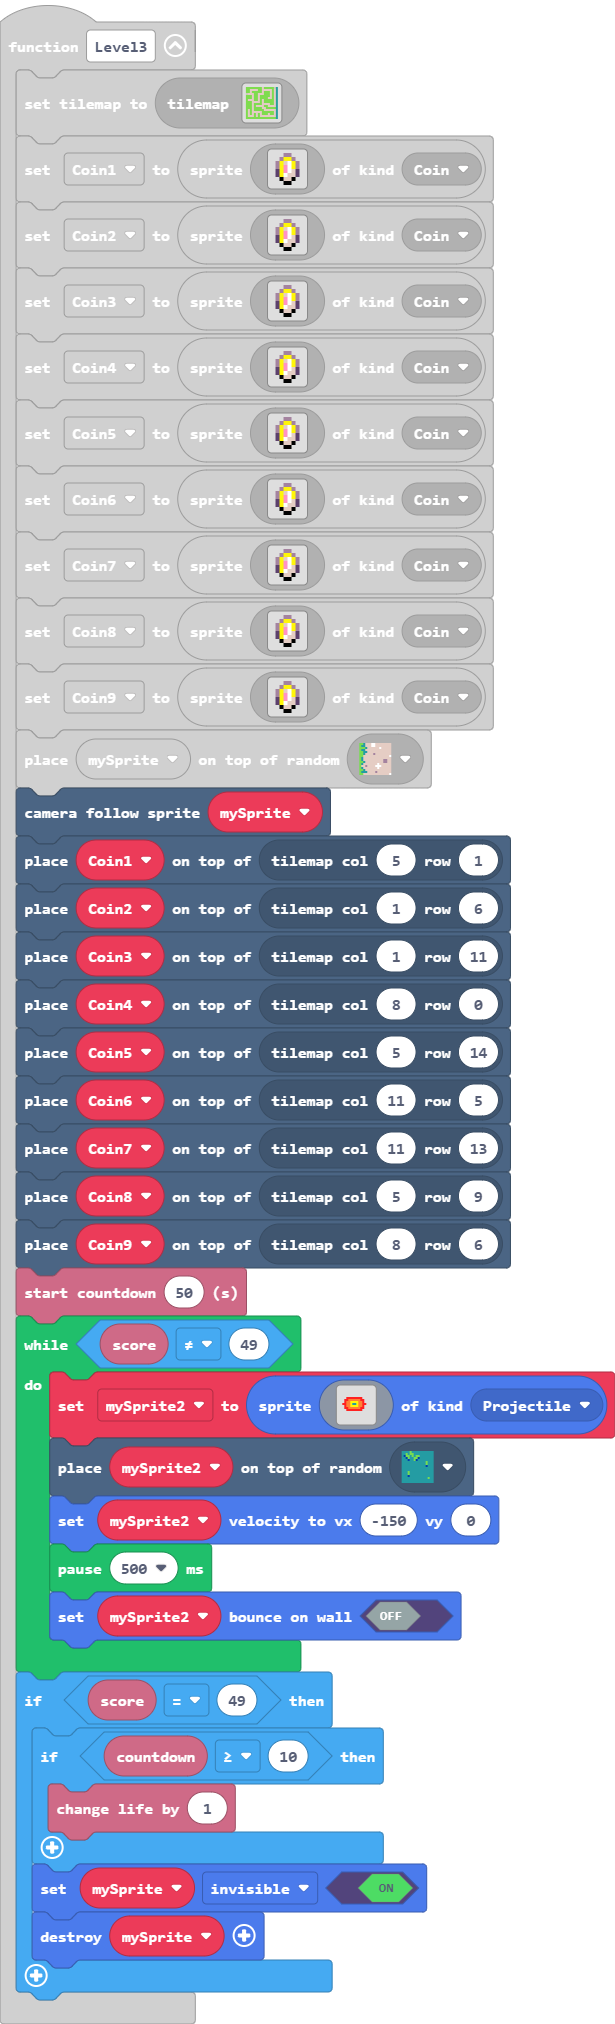 function Level3
set tilemap to tilemap
set Coin1 to sprite of kind Coin
set Coin2 to sprite of kind Coin
set Coin3 to sprite of kind Coin
set Coin4 to sprite of kind Coin
set Coin5 to sprite of kind Coin
set Coin6 to sprite of kind Coin
set Coin7 to sprite of kind Coin
set Coin8 to sprite of kind Coin
set Coin9 to sprite of kind Coin
place mySprite on top of random
camera follow sprite mySprite
place Coin1 on top of tilemap col 5 row 1
place Coin2 on top of tilemap col 1 row 6
place Coin3 on top of tilemap col 1 row 11
place Coin4 on top of tilemap col 8 row 0
place Coin5 on top of tilemap col 5 row 14
place Coin6 on top of tilemap col 11 row 5
place Coin7 on top of tilemap col 11 row 13
place Coin8 on top of tilemap col 5 row 9
place Coin9 on top of tilemap col 8 row 6
start countdown 50 (s)
while score ≠ 49
do
set mySprite2 to sprite of kind Projectile
place mySprite2 on top of random
set mySprite2 velocity to vx -150 vy 0
pause 500 ms
set mySprite2 bounce on wall OFF
if score = 49 then
if countdown ≥ 10 then
change life by 1
set mySprite invisible ON
destroy mySprite